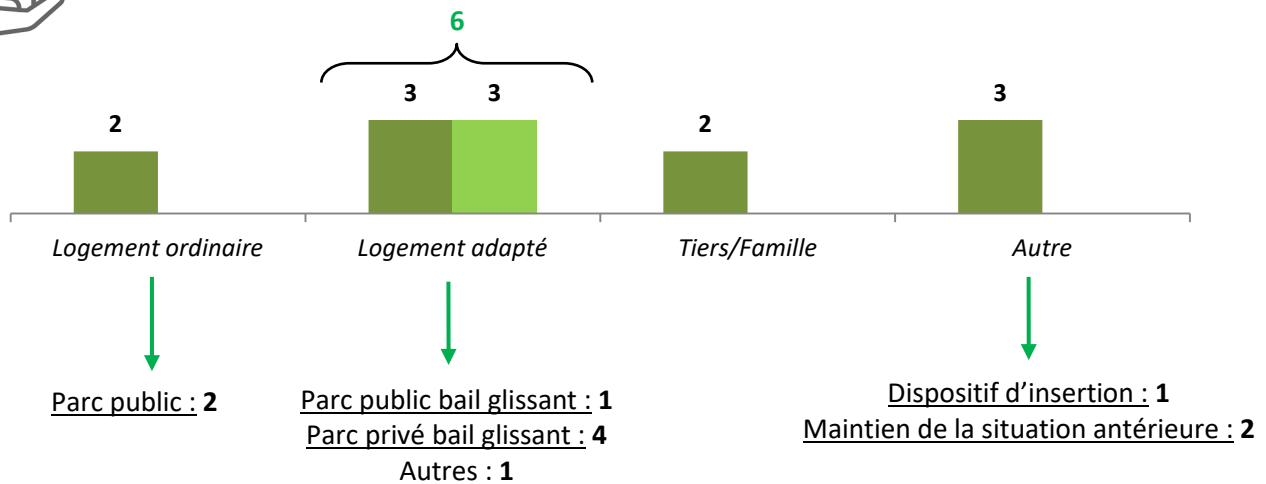 6
3 3
3
2
2
Logement ordinaire
Logement adapté
Tiers/Famille
Autre
Parc public : 2
Parc public bail glissant : 1
Parc privé bail glissant : 4
Autres : 1
Dispositif d’insertion : 1
Maintien de la situation antérieure : 2